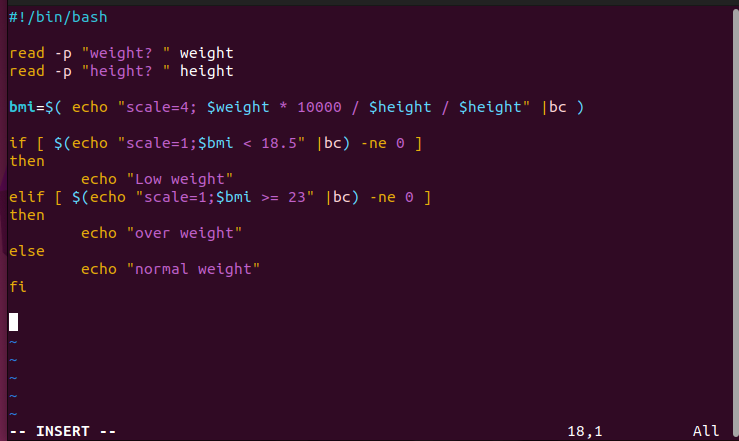 #!/bin/bash
read -p "weight? " weight
read -p "height? " height
bmi=$( echo "scale=4; $weight * 10000 / $height / $height" |bc )
if [ $(echo "scale=1;$bmi < 18.5" |bc) -ne 0 ]
then
        echo "Low weight"
elif [ $(echo "scale=1;$bmi >= 23" |bc) -ne 0 ]
then
        echo "over weight"
else
        echo "normal weight"
fi
~
~
~
~
~
-- INSERT -- 18,1 All